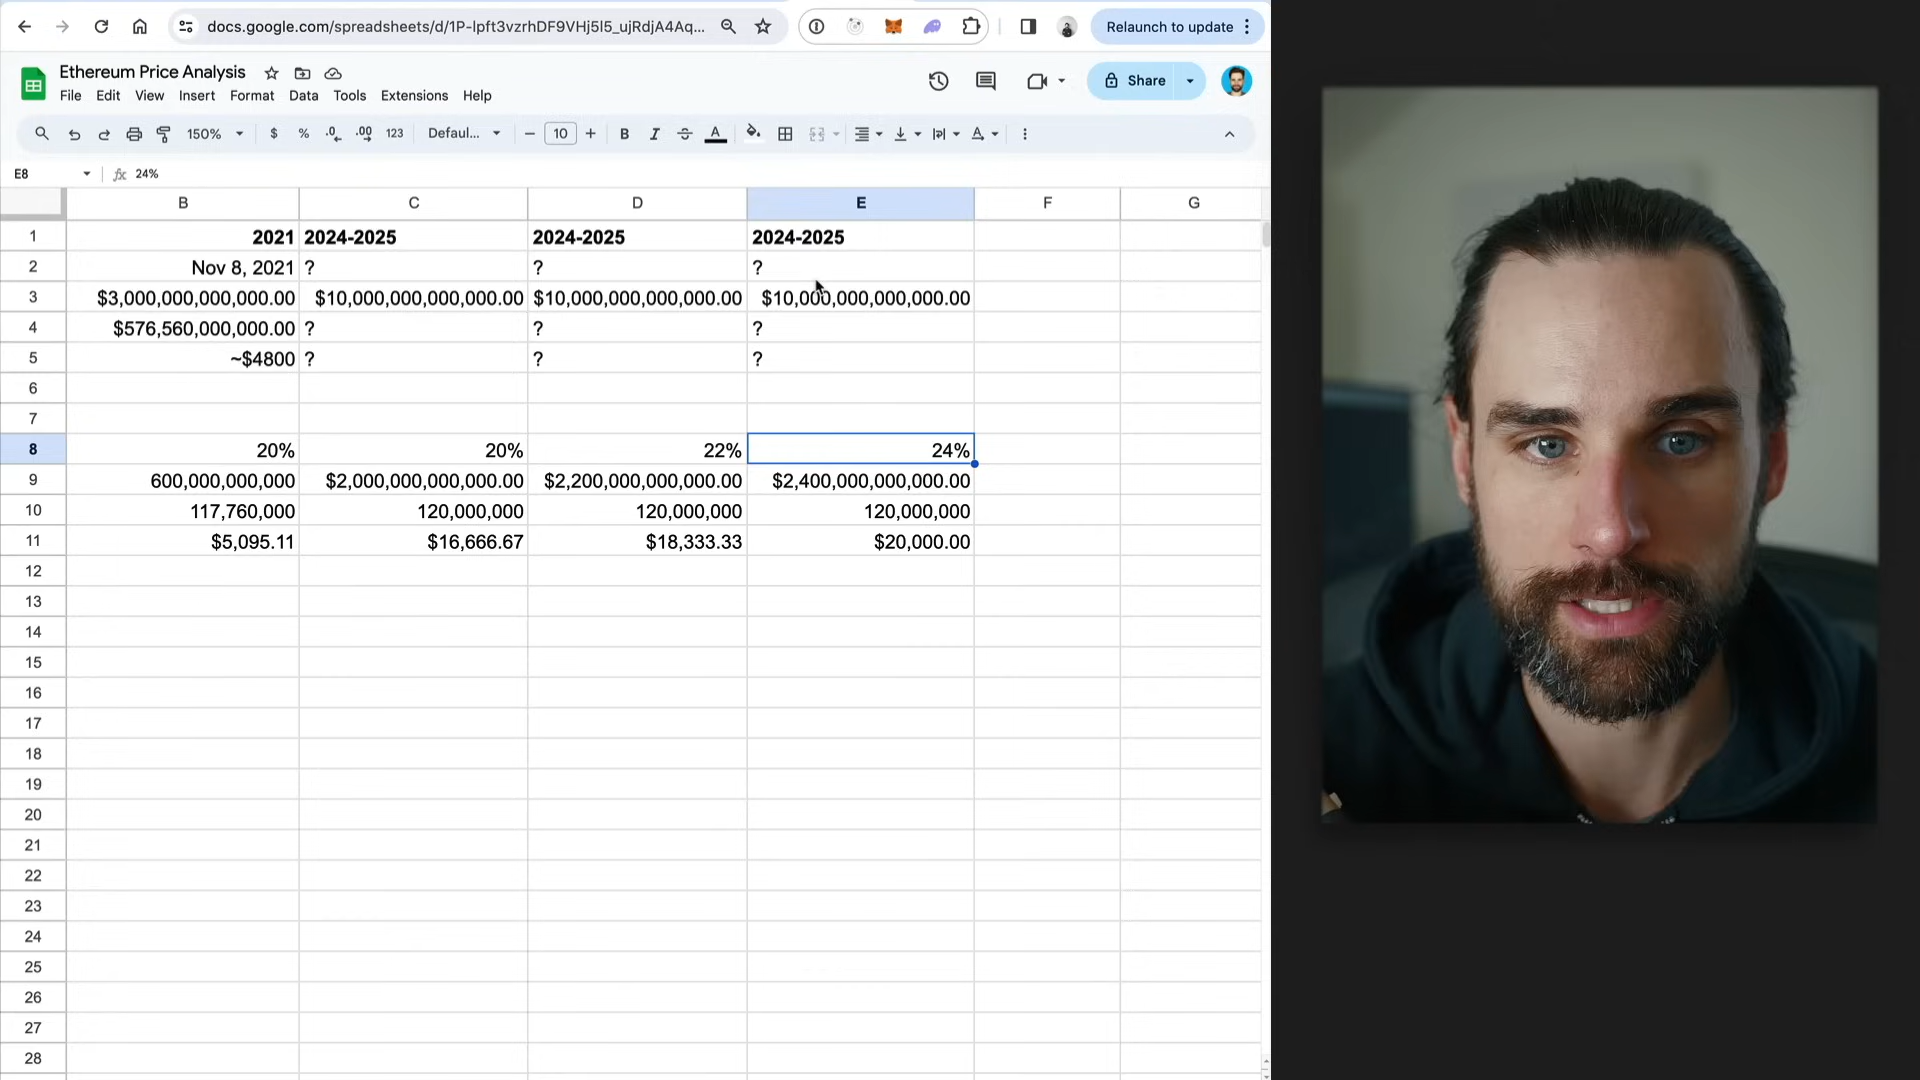 docs.google.com/spreadsheets/d/1P-lpft3vzrhDF9VHj5I5_ujRdjA4Aq...
Relaunch to update
Ethereum Price Analysis
File Edit View Insert Format Data Tools Extensions Help
Share
150% $ % .0 .00 123 Defaul... − 10 + B I A
E8 fx 24%
B C D E F G
1 2021 2024-2025 2024-2025 2024-2025
2 Nov 8, 2021 ? ? ?
3 $3,000,000,000,000.00 $10,000,000,000,000.00 $10,000,000,000,000.00 $10,000,000,000,000.00
4 $576,560,000,000.00 ? ? ?
5 ~$4800 ? ? ?
6
7
8 20% 20% 22% 24%
9 600,000,000,000 $2,000,000,000,000.00 $2,200,000,000,000.00 $2,400,000,000,000.00
10 117,760,000 120,000,000 120,000,000 120,000,000
11 $5,095.11 $16,666.67 $18,333.33 $20,000.00
12
13
14
15
16
17
18
19
20
21
22
23
24
25
26
27
28